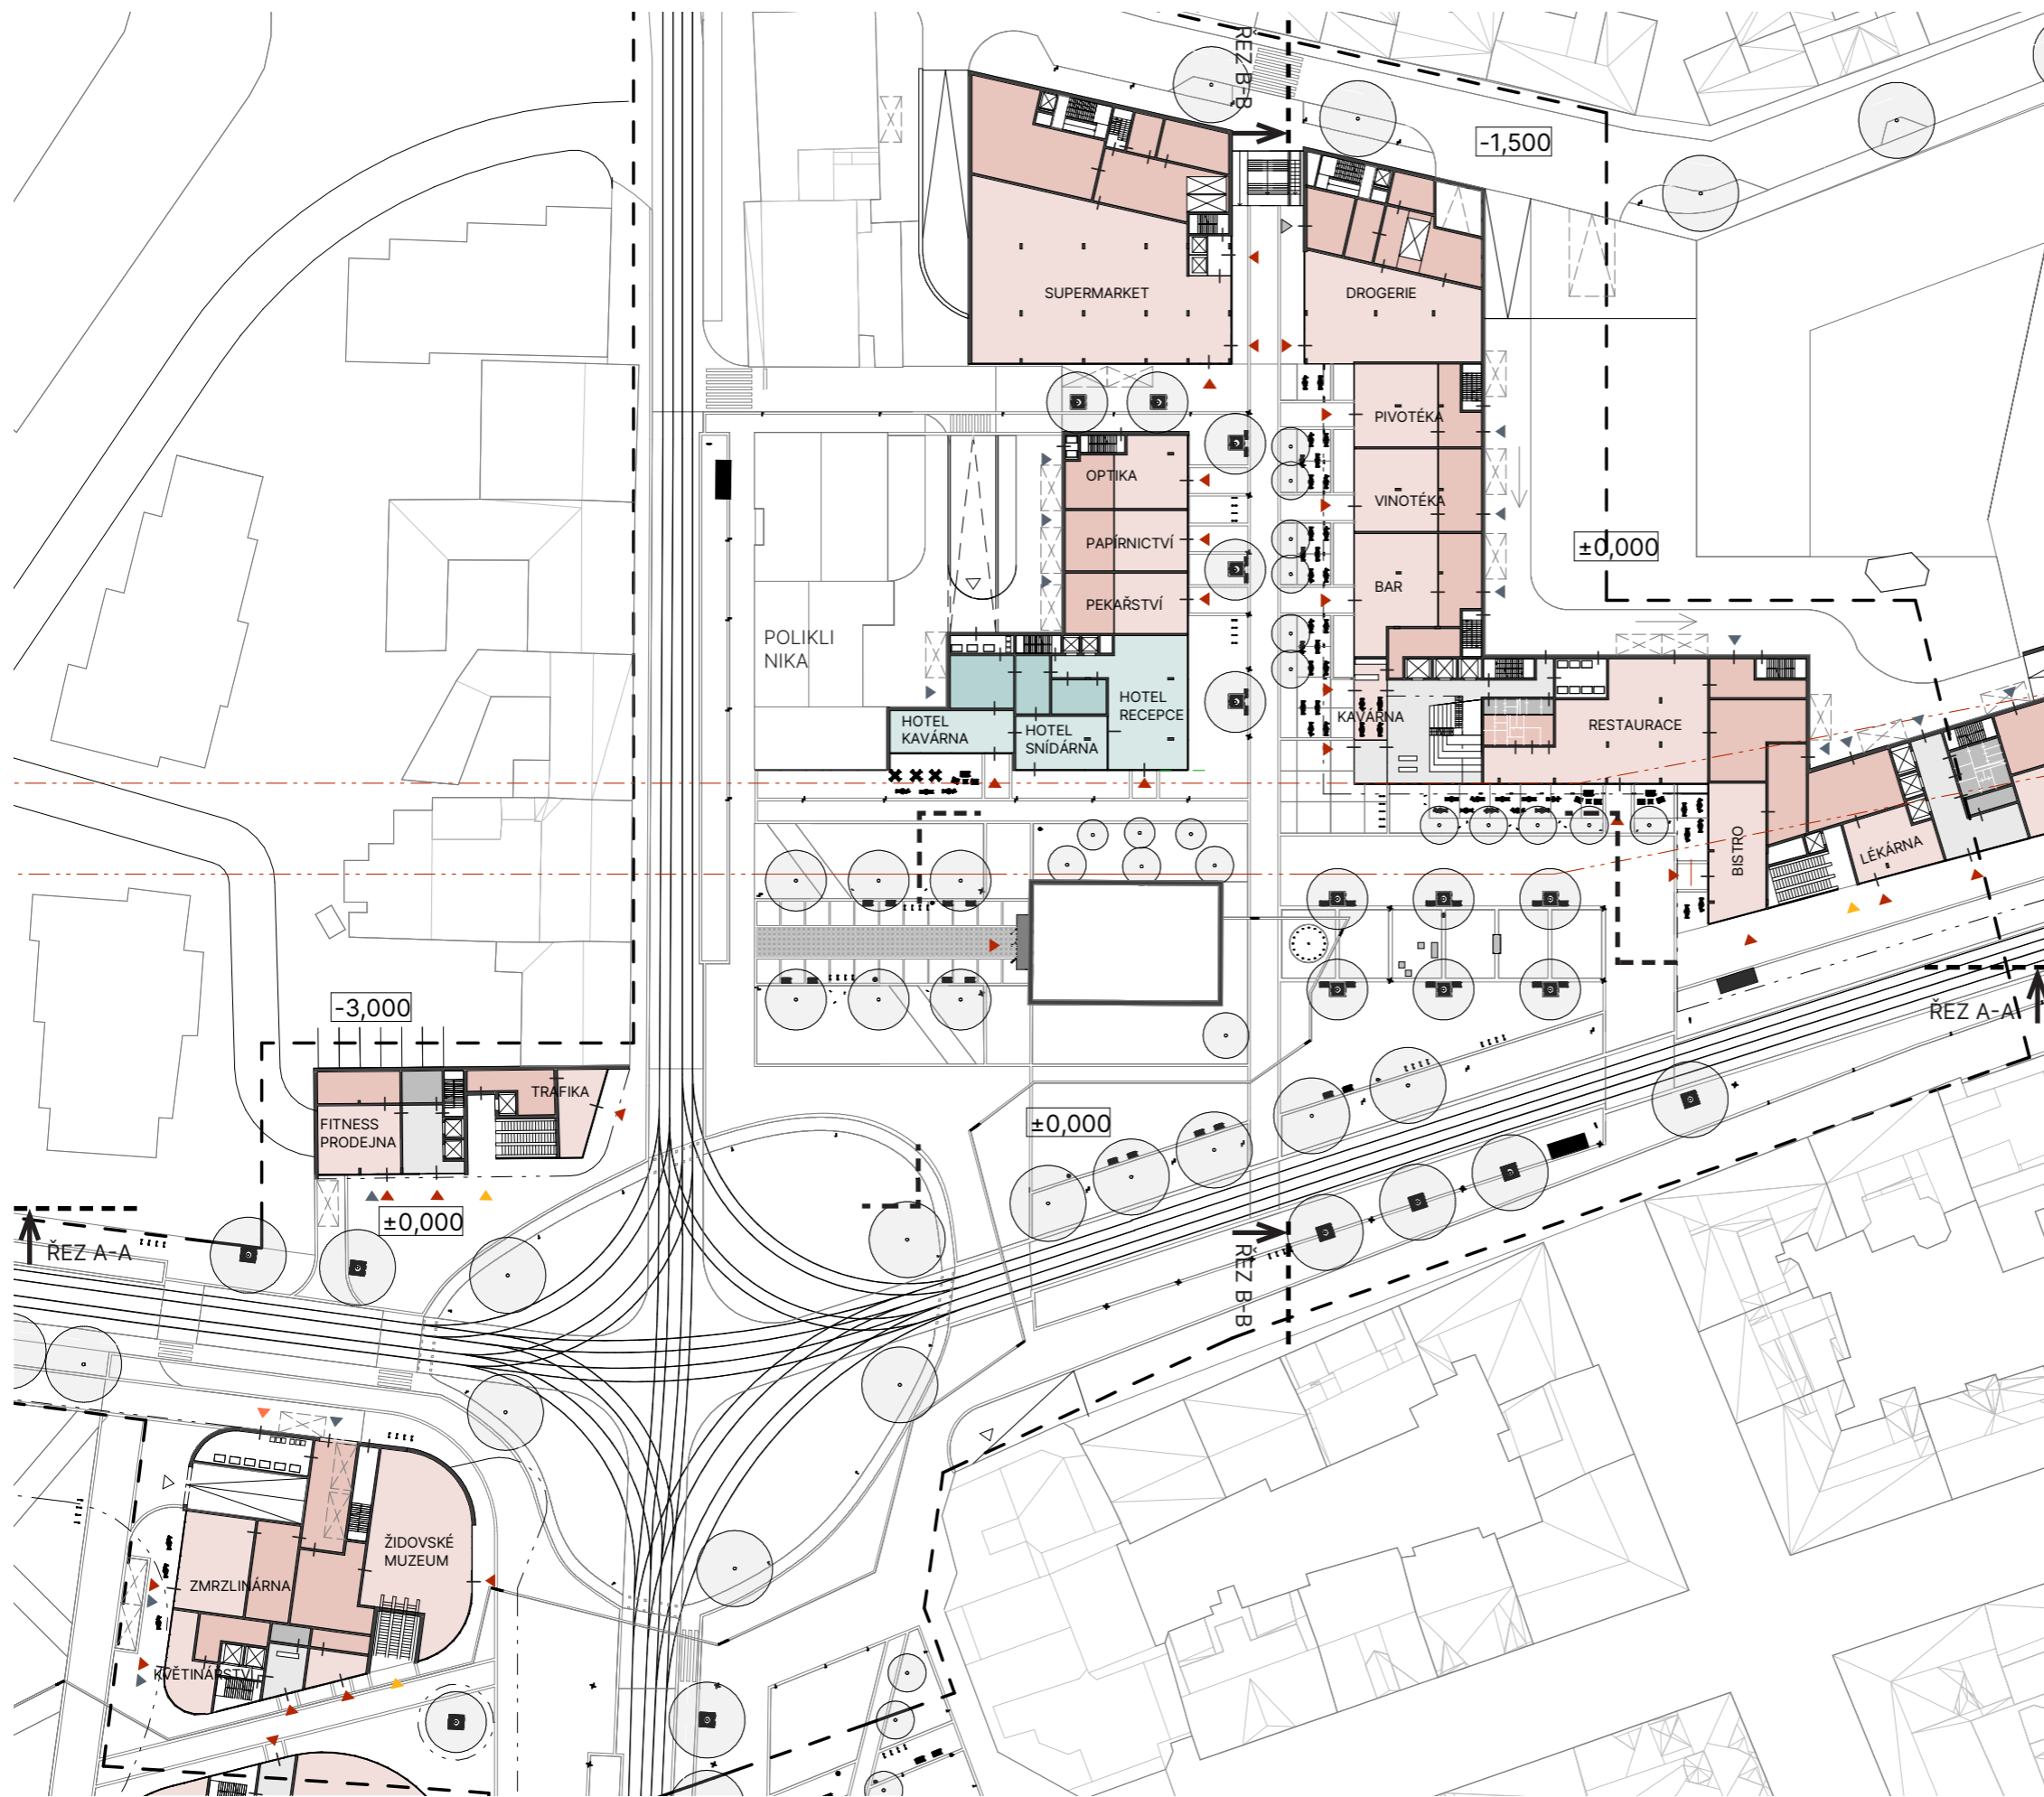 ŘEZ B-B
-1,500
SUPERMARKET
DROGERIE
PIVOTÉKA
OPTIKA
VINOTÉKA
PAPÍRNICTVÍ
±0,000
BAR
PEKAŘSTVÍ
POLIKLI
NIKA
HOTEL
RECEPCE
HOTEL
KAVÁRNA
HOTEL
SNÍDÁRNA
KAVÁRNA
RESTAURACE
BISTRO
LÉKÁRNA
-3,000
ŘEZ A-A
TRAFIKA
FITNESS
PRODEJNA
±0,000
±0,000
ŘEZ A-A
ŘEZ B-B
ŽIDOVSKÉ
MUZEUM
ZMRZLINÁRNA
KVĚTINÁŘSTVÍ